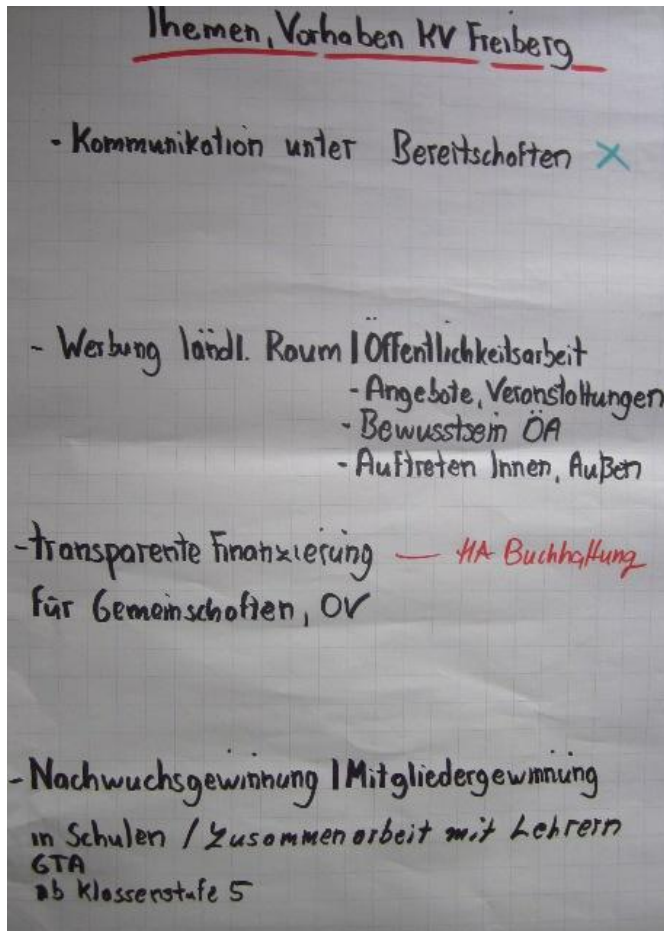 Themen, Vorhaben KV Freiberg
- Kommunikation unter Bereitschaften X
- Werbung ländl. Raum | Öffentlichkeitsarbeit
- Angebote, Veranstaltungen
- Bewusstsein ÖA
- Auftreten Innen, Außen
- transparente Finanzierung — HA Buchhaltung
für Gemeinschaften, OV
- Nachwuchsgewinnung | Mitgliedergewinnung
in Schulen / Zusammenarbeit mit Lehrern
GTA
ab Klassenstufe 5